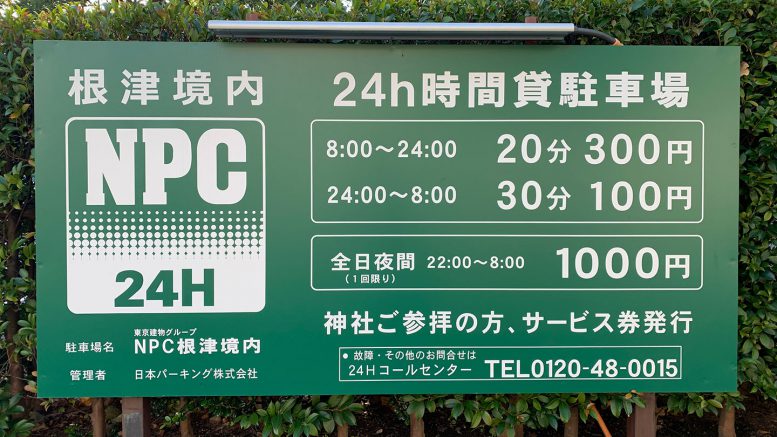 根津境内
NPC
24H
駐車場名 東京建物グループ
NPC根津境内
管理者 日本パーキング株式会社
24h時間貸駐車場
8:00〜24:00 20分 300円
24:00〜8:00 30分 100円
全日夜間 22:00〜8:00 1000円
(1回限り)
神社ご参拝の方、サービス券発行
• 故障・その他のお問合せは
24Hコールセンター TEL0120-48-0015